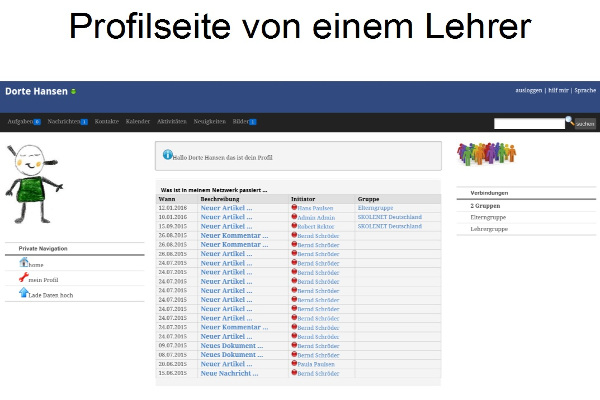 Profilseite von einem Lehrer
Dorte Hansen
ausloggen | hilf mir | Sprache
Aufgaben Nachrichten Kontakte Kalender Aktivitäten Neuigkeiten Bilder
suchen
Hallo Dorte Hansen das ist dein Profil
Was ist in meinem Netzwerk passiert ...
Wann Beschreibung Initiator Gruppe
12.01.2016 Neuer Artikel ... Hans Paulsen Elterngruppe
10.01.2016 Neuer Artikel ... Admin Admin SKOLENET Deutschland
15.09.2015 Neuer Artikel ... Robert Rektor SKOLENET Deutschland
26.08.2015 Neuer Kommentar ... Bernd Schröder
26.08.2015 Neuer Kommentar ... Bernd Schröder
26.08.2015 Neuer Artikel ... Bernd Schröder
24.07.2015 Neuer Artikel ... Bernd Schröder
24.07.2015 Neuer Artikel ... Bernd Schröder
24.07.2015 Neuer Artikel ... Bernd Schröder
24.07.2015 Neuer Artikel ... Bernd Schröder
24.07.2015 Neuer Artikel ... Bernd Schröder
24.07.2015 Neuer Artikel ... Bernd Schröder
24.07.2015 Neuer Artikel ... Bernd Schröder
24.07.2015 Neuer Kommentar ... Bernd Schröder
24.07.2015 Neuer Artikel ... Bernd Schröder
09.07.2015 Neues Dokument ... Bernd Schröder
08.07.2015 Neues Dokument ... Bernd Schröder
20.06.2015 Neuer Artikel ... Paula Paulsen
15.06.2015 Neue Nachricht ... Bernd Schröder
Private Navigation
home
mein Profil
Lade Daten hoch
Verbindungen
2 Gruppen
Elterngruppe
Lehrergruppe